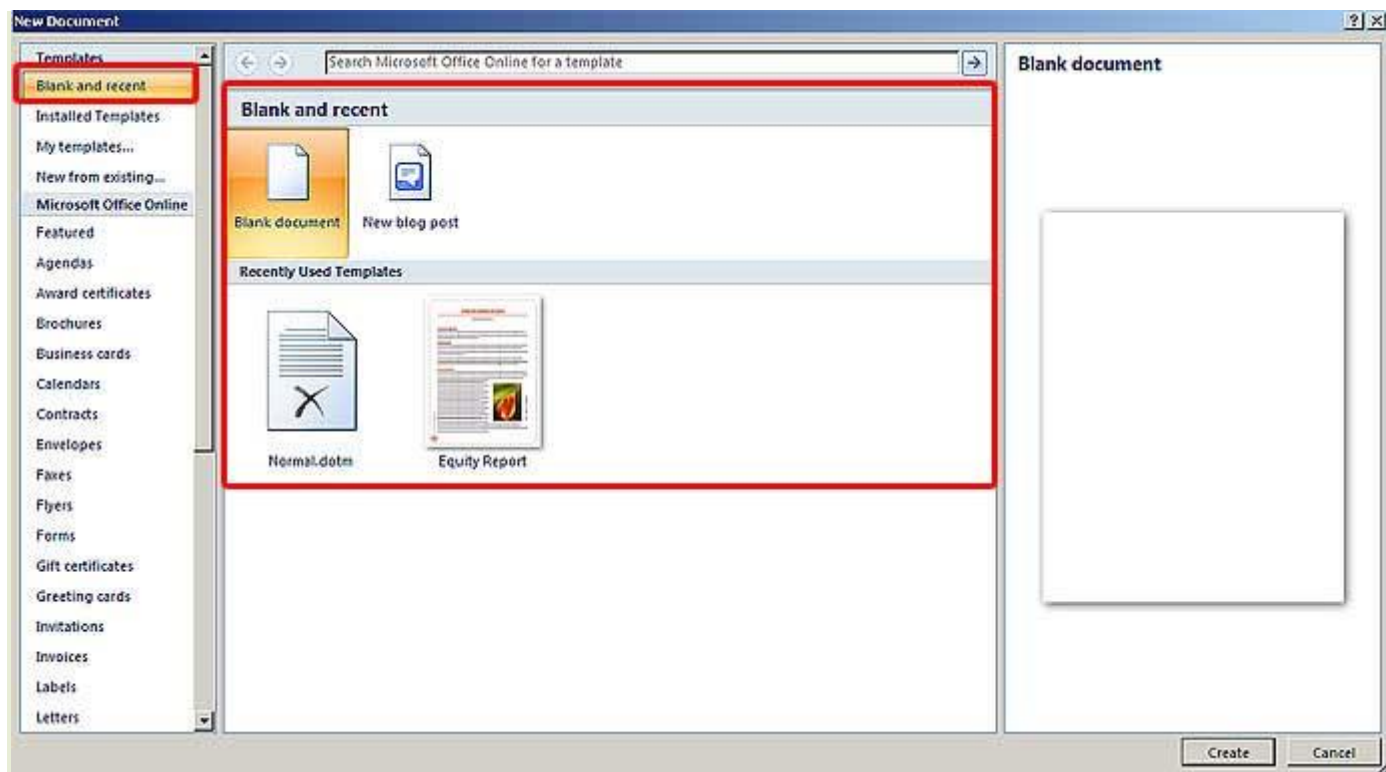 New Document
Templates
Blank and recent
Installed Templates
My templates...
New from existing...
Microsoft Office Online
Featured
Agendas
Award certificates
Brochures
Business cards
Calendars
Contracts
Envelopes
Faxes
Flyers
Forms
Gift certificates
Greeting cards
Invitations
Invoices
Labels
Letters
Search Microsoft Office Online for a template
Blank and recent
Blank document
New blog post
Recently Used Templates
Normal.dotm
Equity Report
Blank document
Create
Cancel